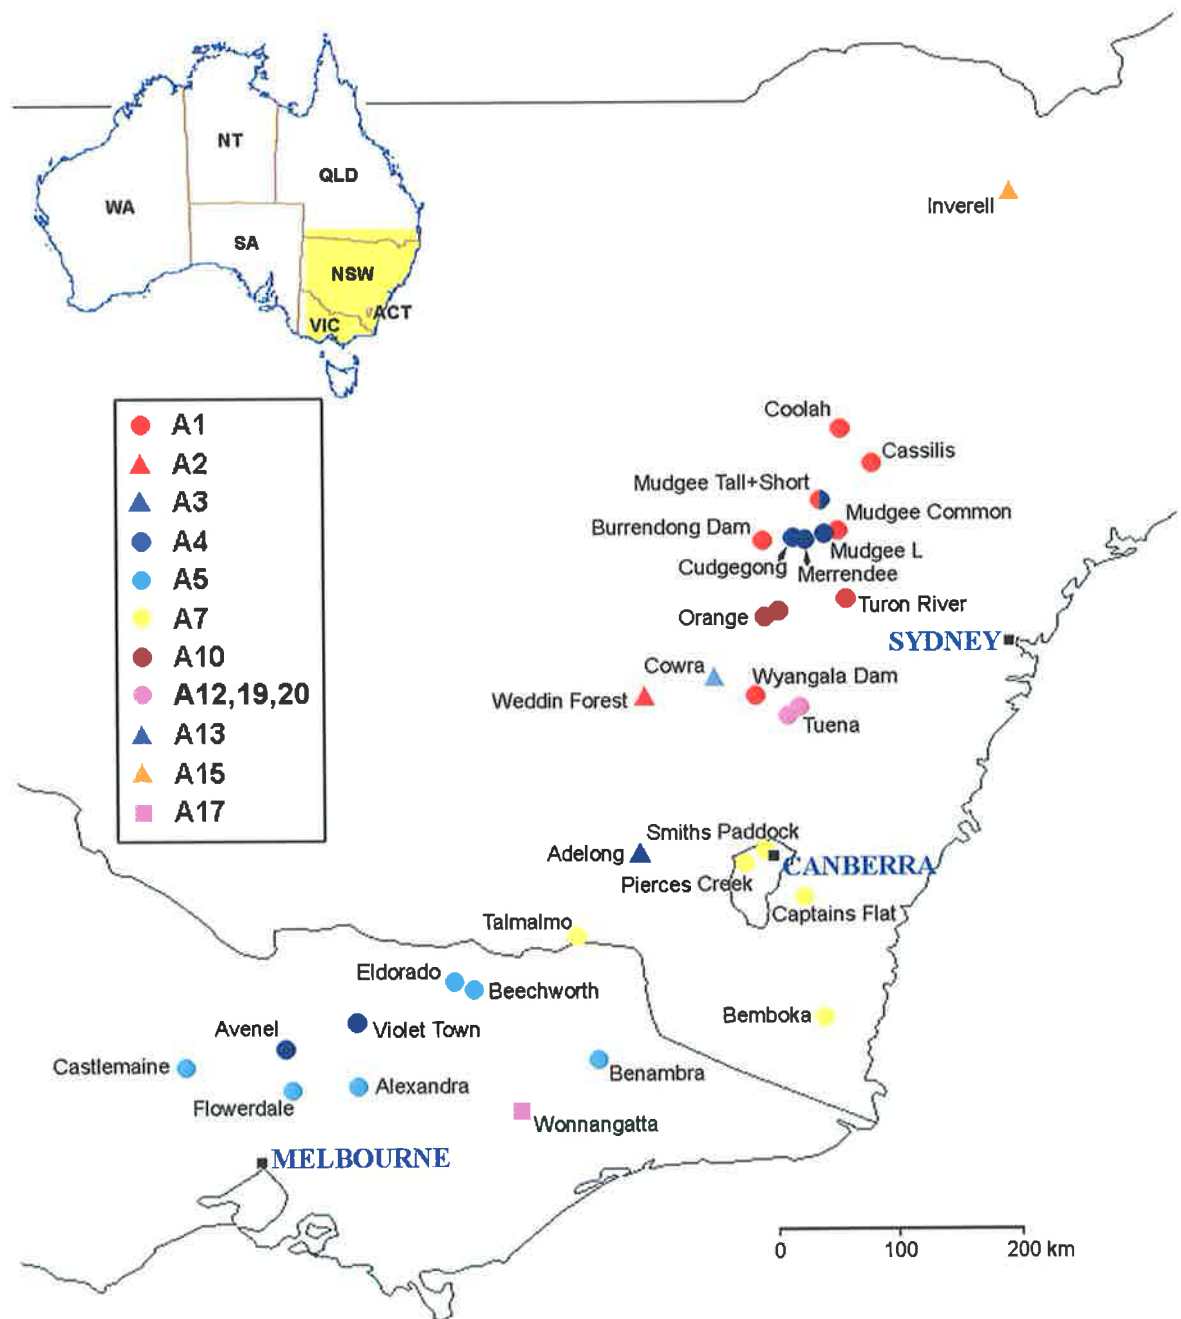 NT
QLD
WA
SA
NSW
ACT
VIC
Inverell
A1
A2
A3
A4
A5
A7
A10
A12,19,20
A13
A15
A17
Coolah
Cassilis
Mudgee Tall+Short
Burrendong Dam
Mudgee Common
Mudgee L
Cudgegong
Merrendee
Orange
Turon River
SYDNEY
Cowra
Wyangala Dam
Weddin Forest
Tuena
Smiths Paddock
Adelong
CANBERRA
Pierces Creek
Captains Flat
Talmalmo
Eldorado
Beechworth
Bemboka
Avenel
Violet Town
Castlemaine
Benambra
Alexandra
Flowerdale
Wonnangatta
MELBOURNE
0 100 200 km